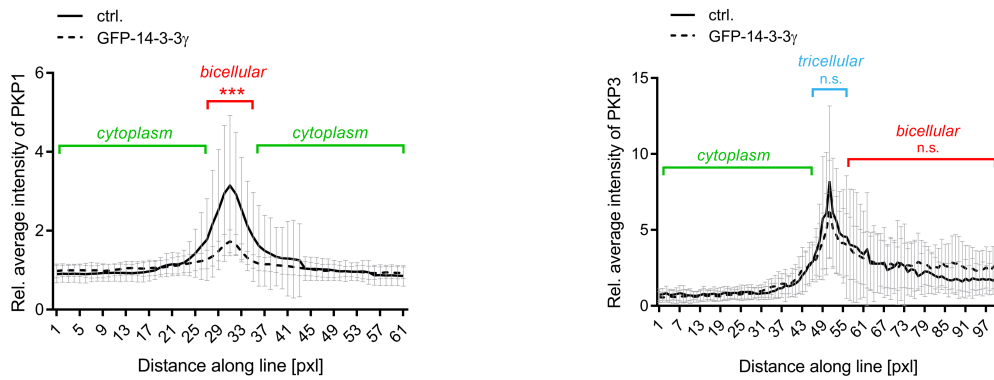 ctrl.
GFP-14-3-3γ
Rel. average intensity of PKP1
6
4
2
0
bicellular
***
cytoplasm
cytoplasm
1 5 9 13 17 21 25 29 33 37 41 45 49 53 57 61
Distance along line [pxl]
ctrl.
GFP-14-3-3γ
Rel. average intensity of PKP3
15
10
5
0
tricellular
n.s.
bicellular
n.s.
cytoplasm
1 7 13 19 25 31 37 43 49 55 61 67 73 79 85 91 97
Distance along line [pxl]